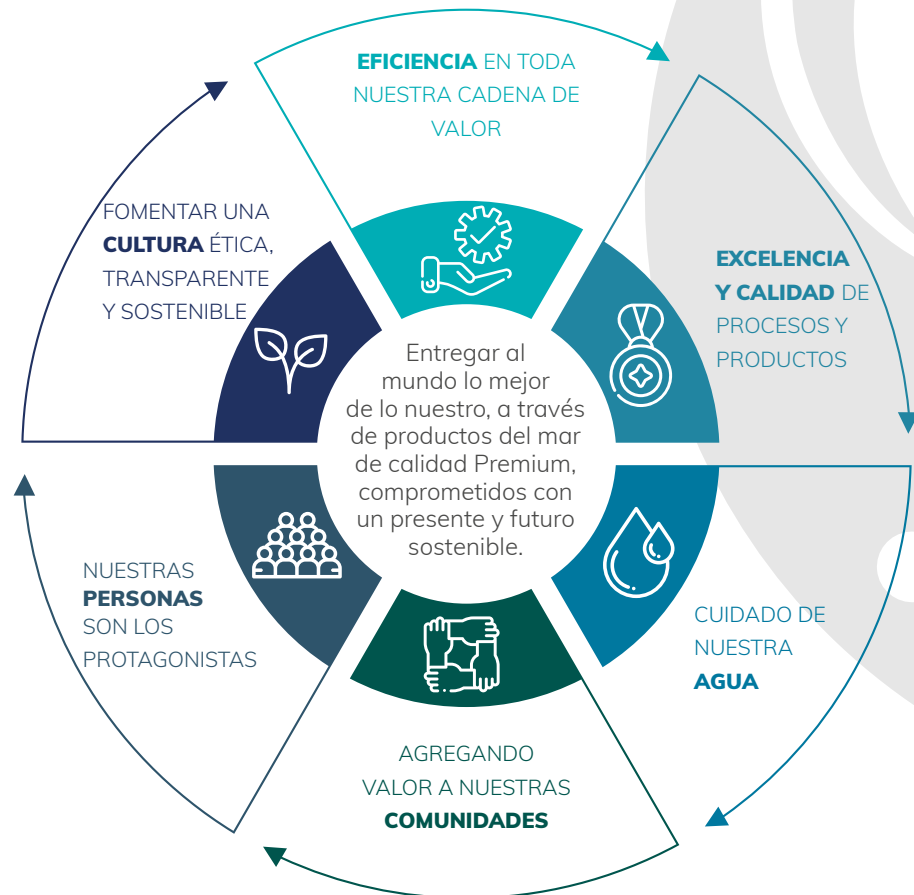 EFICIENCIA EN TODA
NUESTRA CADENA DE
VALOR
EXCELENCIA
Y CALIDAD DE
PROCESOS Y
PRODUCTOS
CUIDADO DE
NUESTRA
AGUA
AGREGANDO
VALOR A NUESTRAS
COMUNIDADES
NUESTRAS
PERSONAS
SON LOS
PROTAGONISTAS
FOMENTAR UNA
CULTURA ÉTICA,
TRANSPARENTE
Y SOSTENIBLE
Entregar al
mundo lo mejor
de lo nuestro, a través
de productos del mar
de calidad Premium,
comprometidos con
un presente y futuro
sostenible.